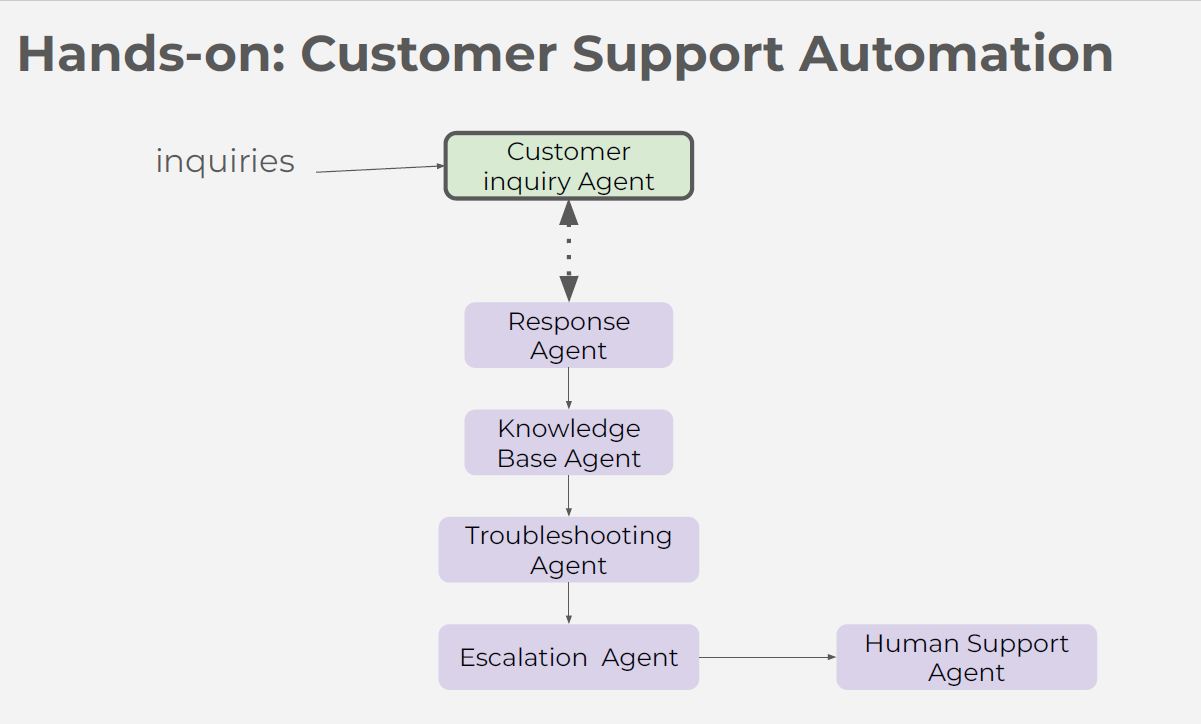 Hands-on: Customer Support Automation
inquiries
Customer
inquiry Agent
Response
Agent
Knowledge
Base Agent
Troubleshooting
Agent
Escalation  Agent
Human Support
Agent